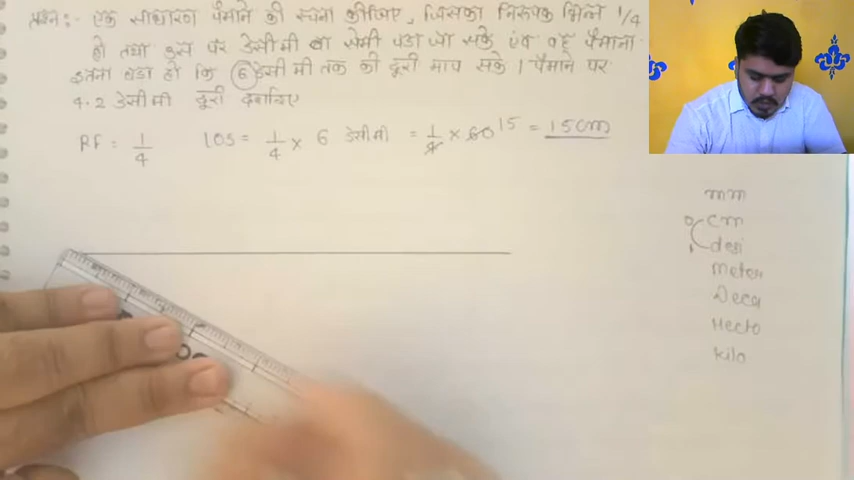 प्रश्न:- एक साधारण पैमाने की रचना कीजिए, जिसका निरूपक भिन्न 1/4
हो तथा इस पर डेसीमी वा सेमी पढा जा सके एंव वह पैमाना
इतना बडा हो कि 6 डेसीमी तक की दूरी माप सके । पैमाने पर
4.2 डेसीमी दूरी दर्शाइए
RF = 1/4 LOS = 1/4 × 6 डेसीमी = 1/4 × 60 15 = 15cm
mm
cm
desi
meter
Deca
Hecto
kilo